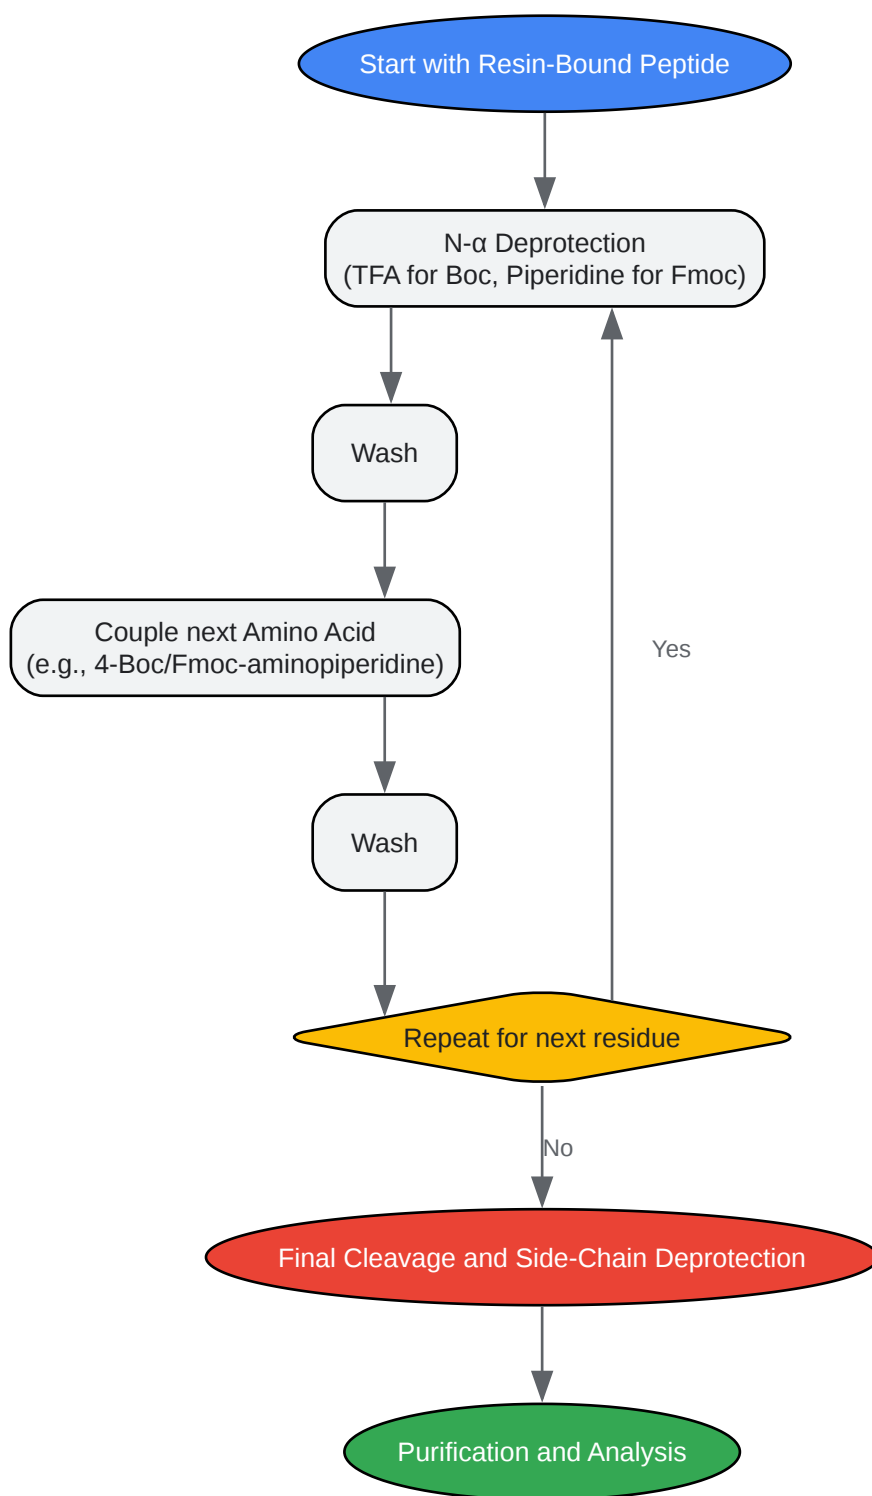 Start with Resin-Bound Peptide
N-α Deprotection
(TFA for Boc, Piperidine for Fmoc)
Wash
Couple next Amino Acid
(e.g., 4-Boc/Fmoc-aminopiperidine)
Yes
Wash
Repeat for next residue
No
Final Cleavage and Side-Chain Deprotection
Purification and Analysis